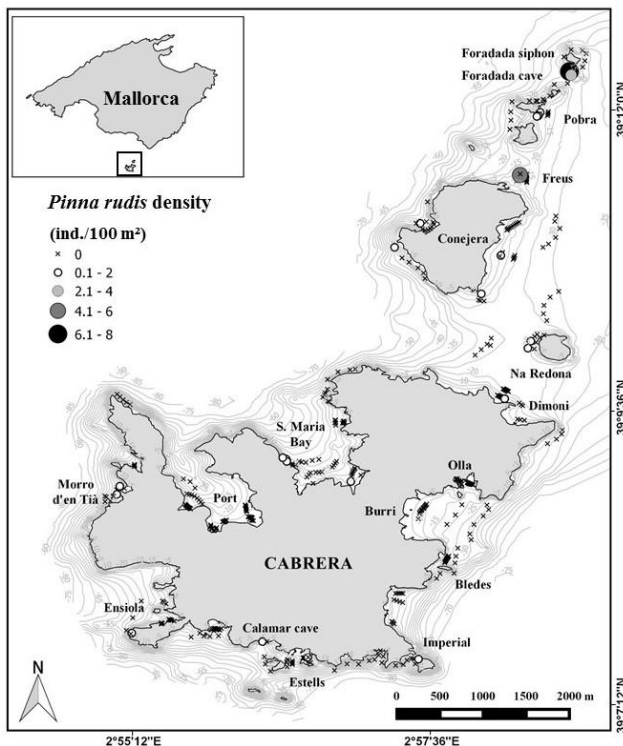 Mallorca
Pinna rudis density
(ind./100 m²)
0
0.1 - 2
2.1 - 4
4.1 - 6
6.1 - 8
Foradada siphon
Foradada cave
39°12'0"N
Pobra
Freus
Conejera
Na Redona
Dimoni
39°9'36"N
S. Maria
Bay
Olla
Morro
d'en Tià
Port
Burri
CABRERA
Bledes
Ensiola
Calamar cave
Imperial
Estells
N
0 500 1000 1500 2000 m
39°7'12"N
2°55'12"E
2°57'36"E